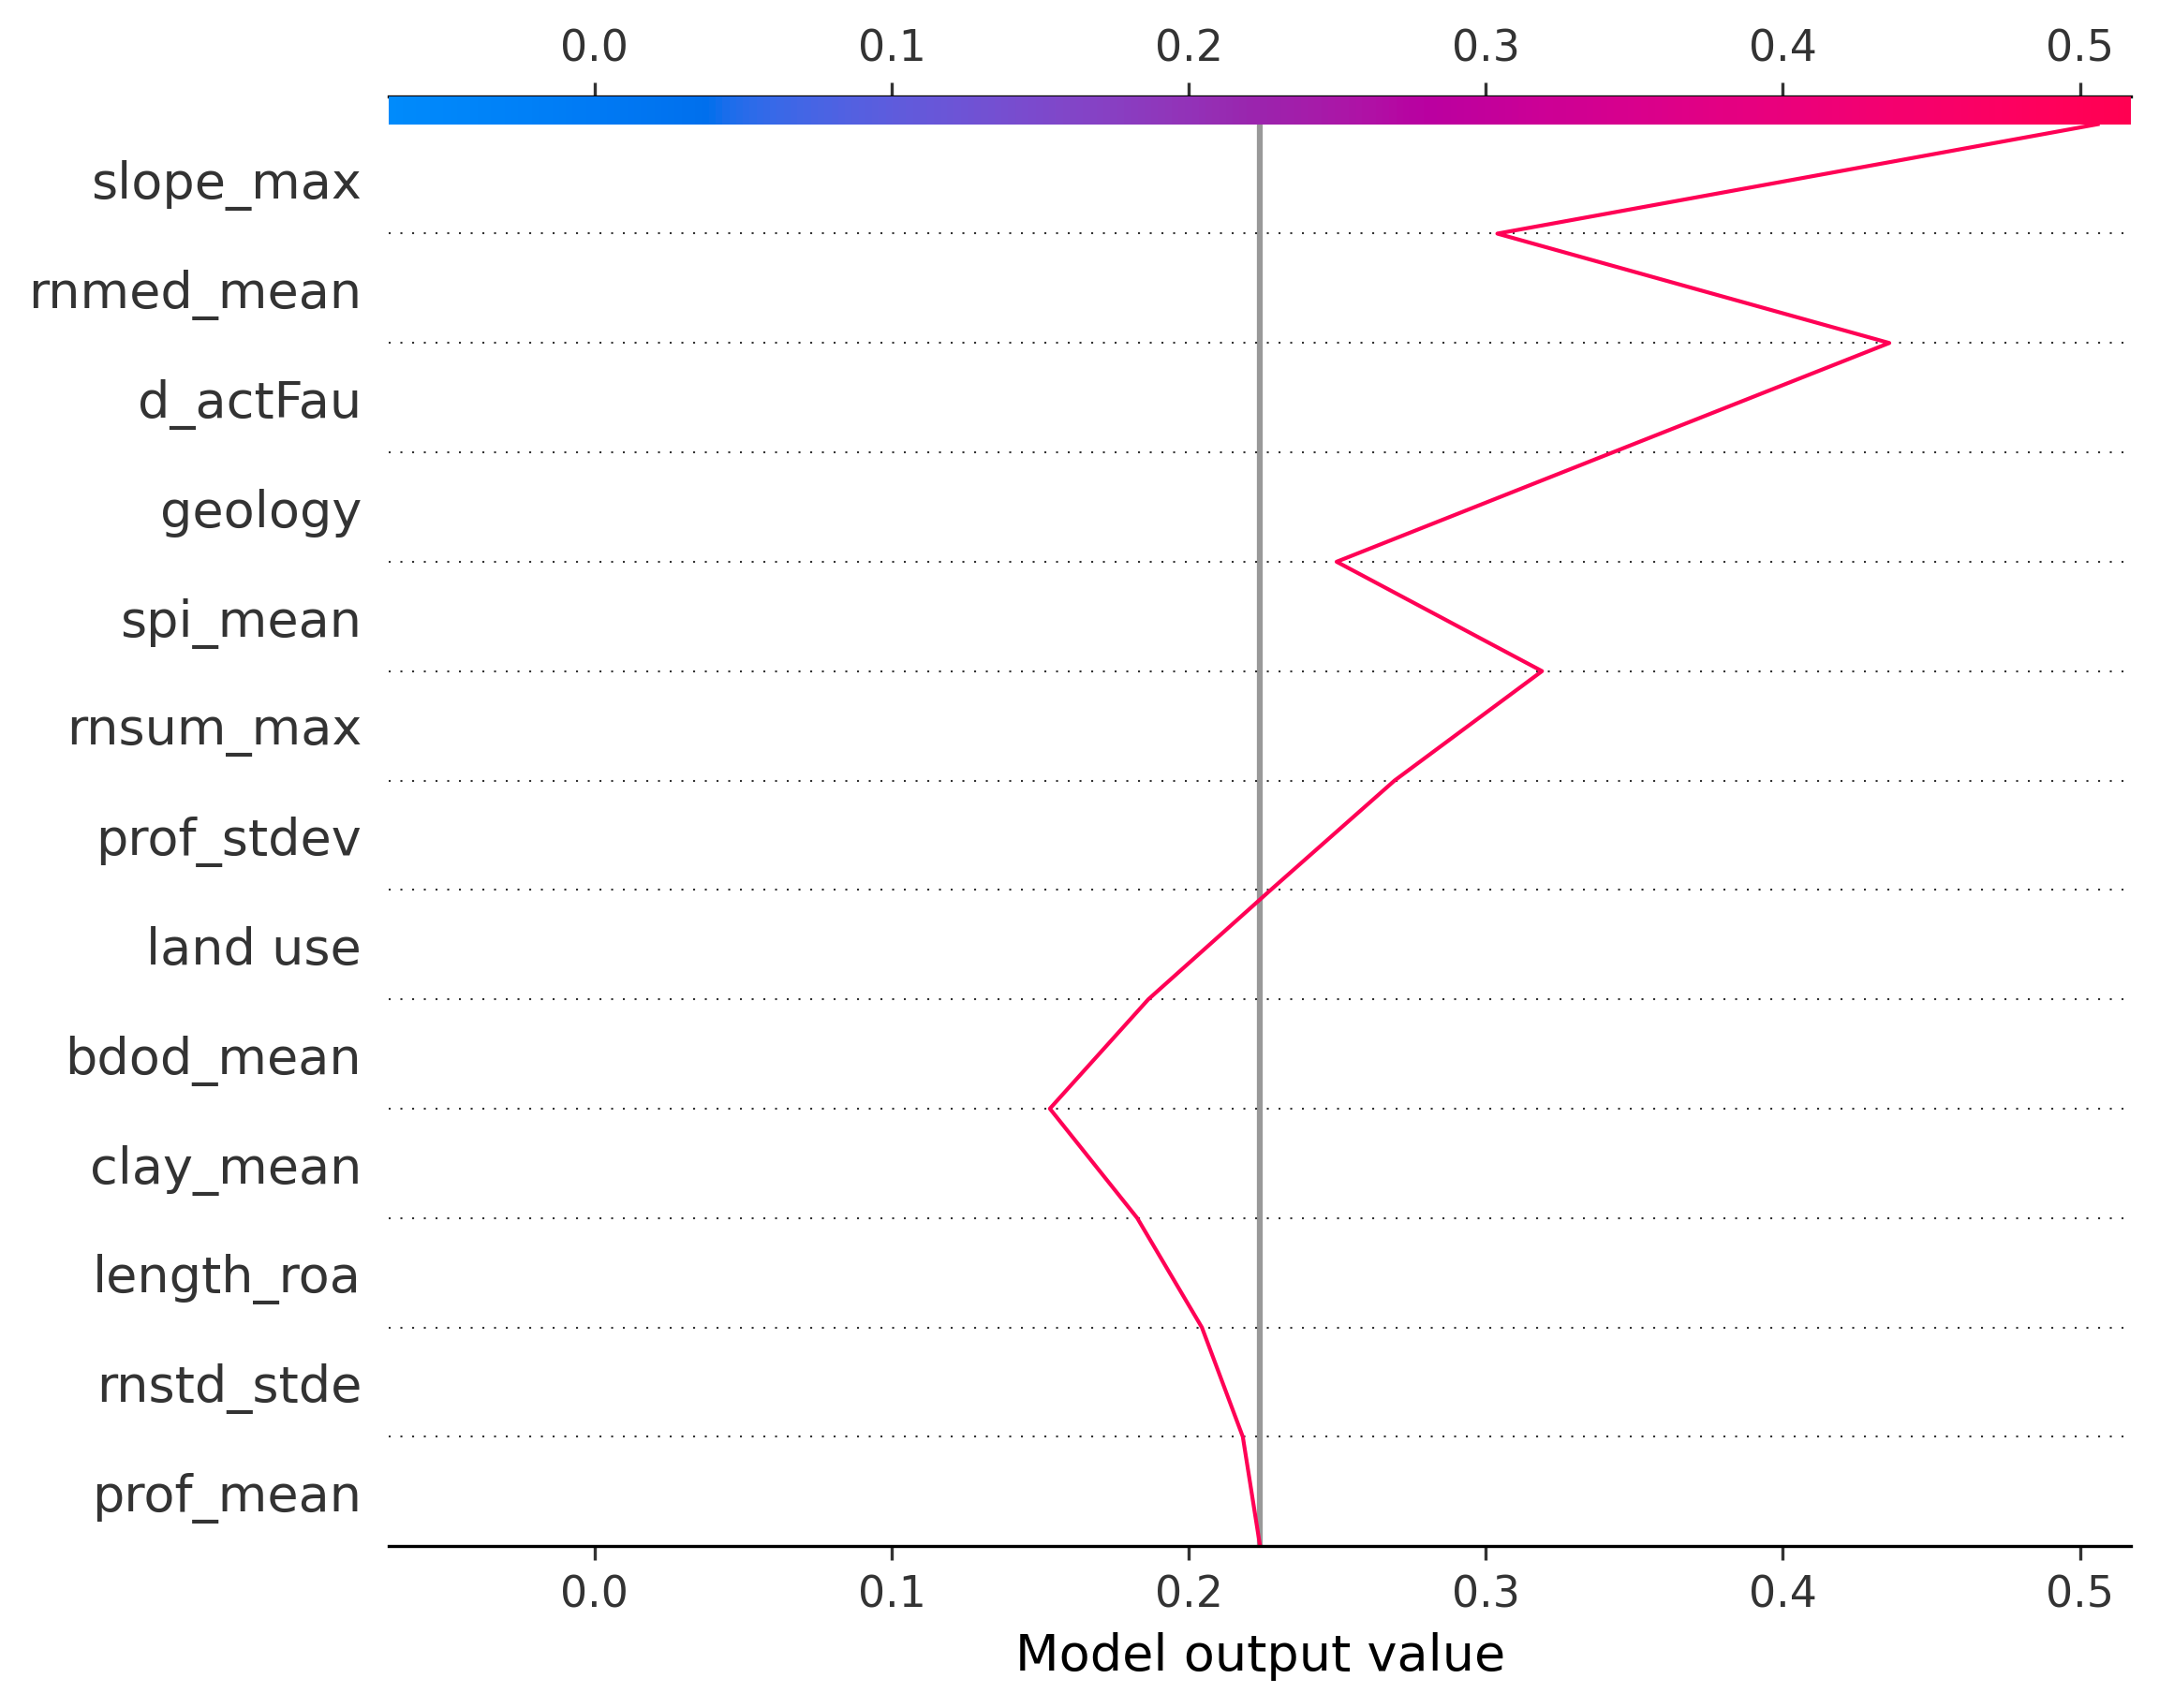 0.0 0.1 0.2 0.3 0.4 0.5
slope_max
rnmed_mean
d_actFau
geology
spi_mean
rnsum_max
prof_stdev
land use
bdod_mean
clay_mean
length_roa
rnstd_stde
prof_mean
0.0 0.1 0.2 0.3 0.4 0.5
Model output value